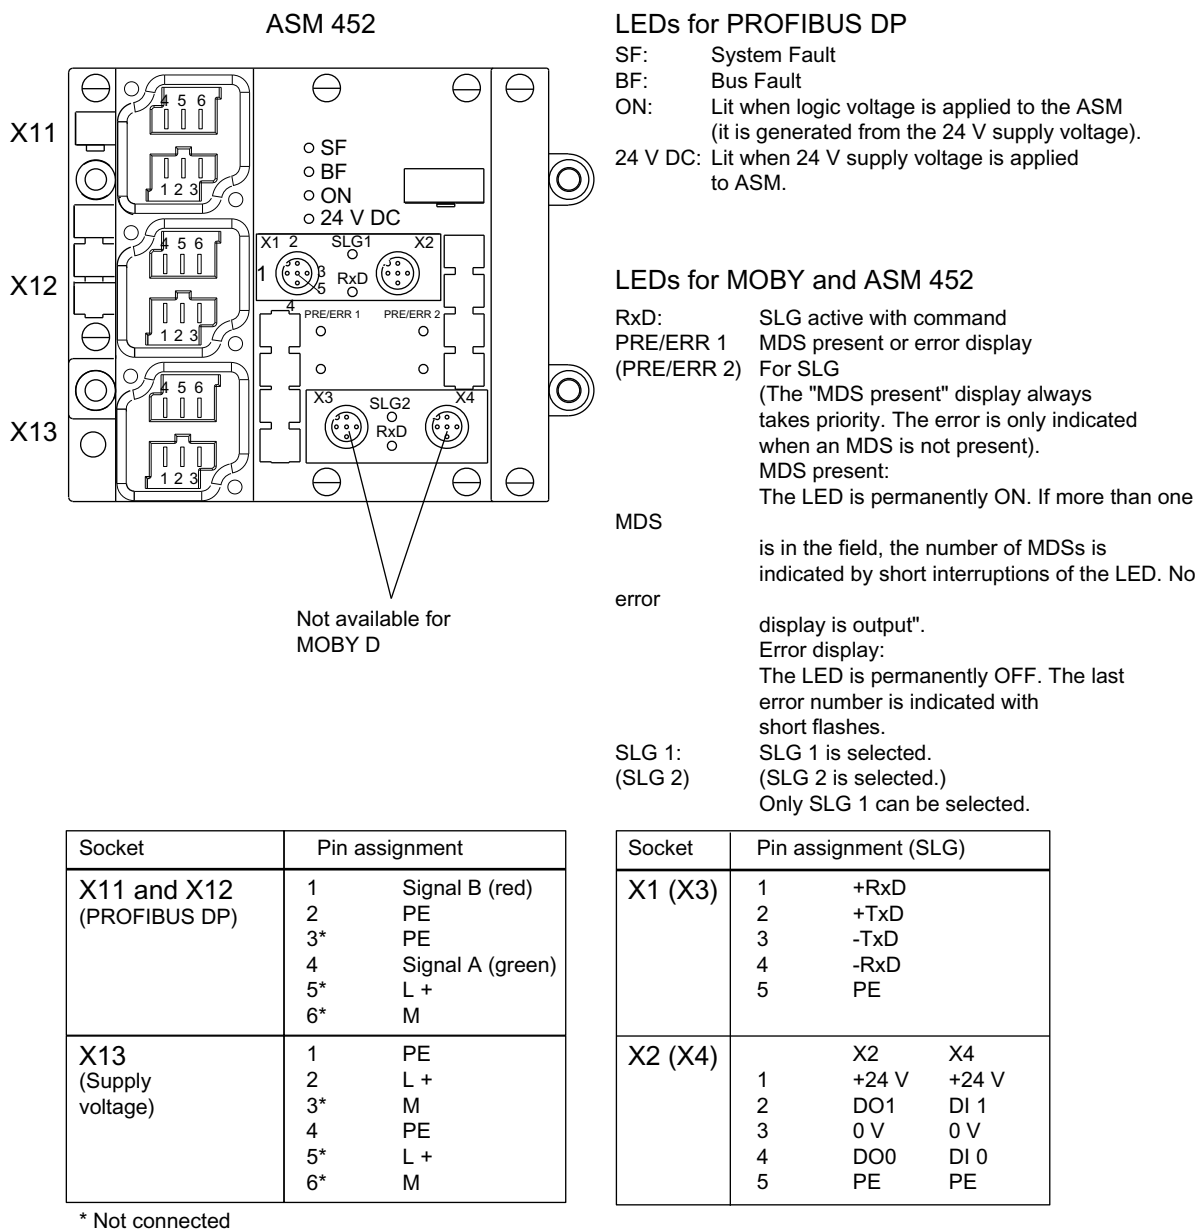 ASM 452
X11
4 5 6
1 2 3
SF
BF
ON
24 V DC
X12
4 5 6
1 2 3
X1 2 SLG1 X2
1 3 RxD
5
4
PRE/ERR 1 PRE/ERR 2
X13
4 5 6
1 2 3
X3 SLG2 X4
RxD
Not available for
MOBY D
LEDs for PROFIBUS DP
SF: System Fault
BF: Bus Fault
ON: Lit when logic voltage is applied to the ASM
(it is generated from the 24 V supply voltage).
24 V DC: Lit when 24 V supply voltage is applied
to ASM.
LEDs for MOBY and ASM 452
RxD: SLG active with command
PRE/ERR 1 MDS present or error display
(PRE/ERR 2) For SLG
(The "MDS present" display always
takes priority. The error is only indicated
when an MDS is not present).
MDS present:
The LED is permanently ON. If more than one
MDS
is in the field, the number of MDSs is
indicated by short interruptions of the LED. No
error
display is output".
Error display:
The LED is permanently OFF. The last
error number is indicated with
short flashes.
SLG 1: SLG 1 is selected.
(SLG 2) (SLG 2 is selected.)
Only SLG 1 can be selected.
Socket Pin assignment
X11 and X12 1 Signal B (red)
(PROFIBUS DP) 2 PE
3* PE
4 Signal A (green)
5* L +
6* M
X13 1 PE
(Supply 2 L +
voltage) 3* M
4 PE
5* L +
6* M
* Not connected
Socket Pin assignment (SLG)
X1 (X3) 1 +RxD
2 +TxD
3 -TxD
4 -RxD
5 PE
X2 (X4) X2 X4
1 +24 V +24 V
2 DO1 DI 1
3 0 V 0 V
4 DO0 DI 0
5 PE PE